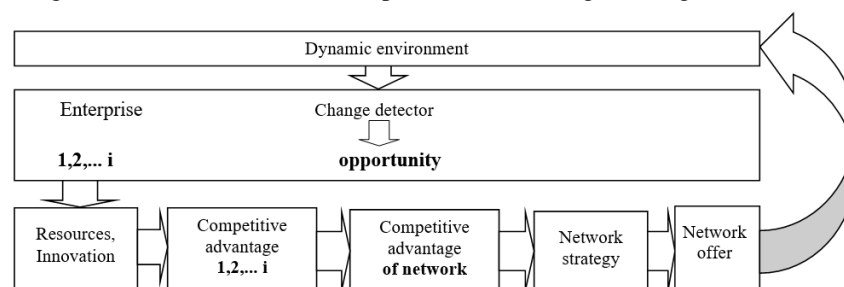 Dynamic environment
Enterprise
Change detector
1,2,... i
opportunity
Resources,
Innovation
Competitive
advantage
1,2,... i
Competitive
advantage
of network
Network
strategy
Network
offer